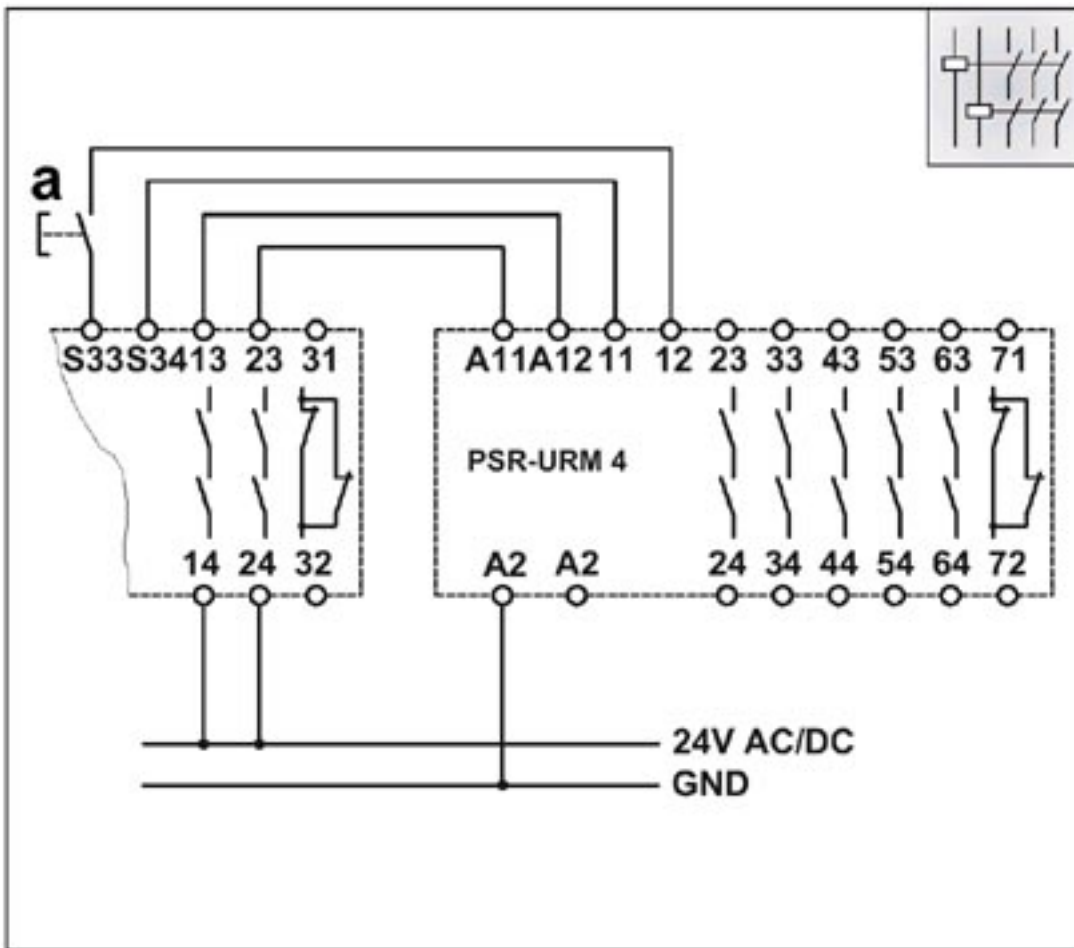 a
S33 S34 13 23 31
A11 A12 11 12 23 33 43 53 63 71
PSR-URM 4
14 24 32
A2 A2 24 34 44 54 64 72
24V AC/DC
GND